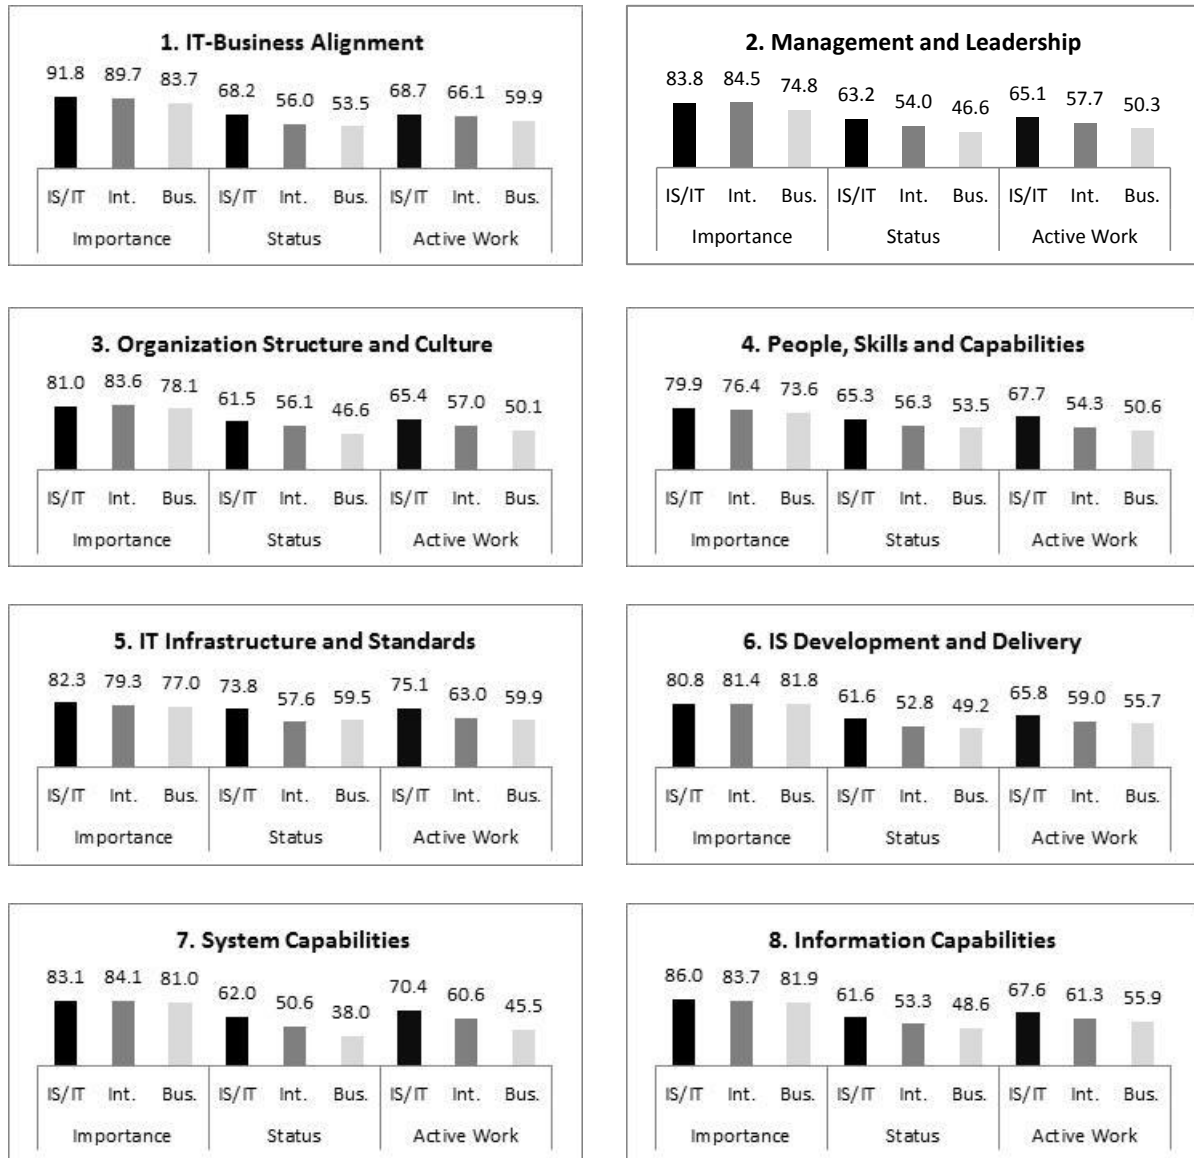 1. IT-Business Alignment
91.8 89.7 83.7 68.2 56.0 53.5 68.7 66.1 59.9
IS/IT Int. Bus. IS/IT Int. Bus. IS/IT Int. Bus.
Importance Status Active Work
2. Management and Leadership
83.8 84.5 74.8 63.2 54.0 46.6 65.1 57.7 50.3
IS/IT Int. Bus. IS/IT Int. Bus. IS/IT Int. Bus.
Importance Status Active Work
3. Organization Structure and Culture
81.0 83.6 78.1 61.5 56.1 46.6 65.4 57.0 50.1
IS/IT Int. Bus. IS/IT Int. Bus. IS/IT Int. Bus.
Importance Status Active Work
4. People, Skills and Capabilities
79.9 76.4 73.6 65.3 56.3 53.5 67.7 54.3 50.6
IS/IT Int. Bus. IS/IT Int. Bus. IS/IT Int. Bus.
Importance Status Active Work
5. IT Infrastructure and Standards
82.3 79.3 77.0 73.8 57.6 59.5 75.1 63.0 59.9
IS/IT Int. Bus. IS/IT Int. Bus. IS/IT Int. Bus.
Importance Status Active Work
6. IS Development and Delivery
80.8 81.4 81.8 61.6 52.8 49.2 65.8 59.0 55.7
IS/IT Int. Bus. IS/IT Int. Bus. IS/IT Int. Bus.
Importance Status Active Work
7. System Capabilities
83.1 84.1 81.0 62.0 50.6 38.0 70.4 60.6 45.5
IS/IT Int. Bus. IS/IT Int. Bus. IS/IT Int. Bus.
Importance Status Active Work
8. Information Capabilities
86.0 83.7 81.9 61.6 53.3 48.6 67.6 61.3 55.9
IS/IT Int. Bus. IS/IT Int. Bus. IS/IT Int. Bus.
Importance Status Active Work